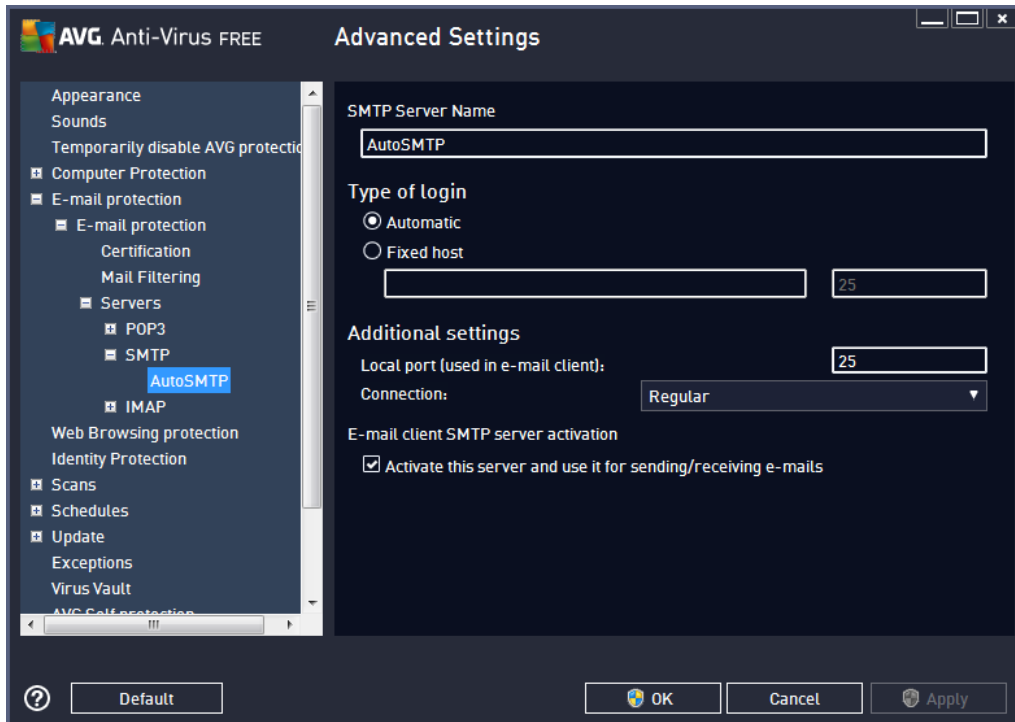 AVG. Anti-Virus FREE
Advanced Settings
Appearance
Sounds
Temporarily disable AVG protectio
Computer Protection
E-mail protection
E-mail protection
Certification
Mail Filtering
Servers
POP3
SMTP
AutoSMTP
IMAP
Web Browsing protection
Identity Protection
Scans
Schedules
Update
Exceptions
Virus Vault
AVG Self protection
SMTP Server Name
AutoSMTP
Type of login
Automatic
Fixed host
25
Additional settings
Local port (used in e-mail client):
25
Connection:
Regular
E-mail client SMTP server activation
Activate this server and use it for sending/receiving e-mails
Default
OK
Cancel
Apply